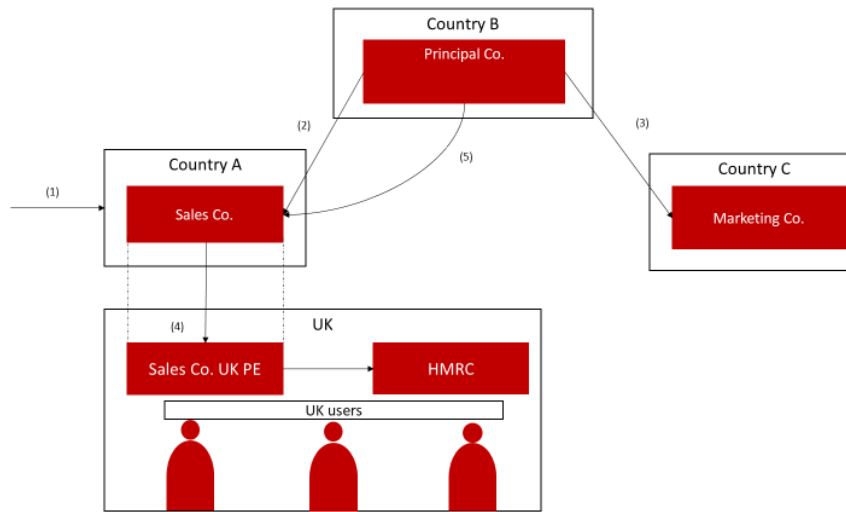 Country B
Principal Co.
(2)
(3)
(5)
Country A
Country C
(1)
Sales Co.
Marketing Co.
(4)
UK
Sales Co. UK PE
HMRC
UK users